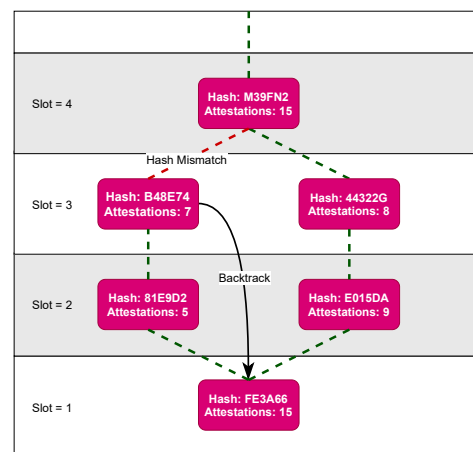 Slot = 4
Hash: M39FN2
Attestations: 15
Hash Mismatch
Slot = 3
Hash: B48E74
Attestations: 7
Hash: 44322G
Attestations: 8
Backtrack
Slot = 2
Hash: 81E9D2
Attestations: 5
Hash: E015DA
Attestations: 9
Slot = 1
Hash: FE3A66
Attestations: 15